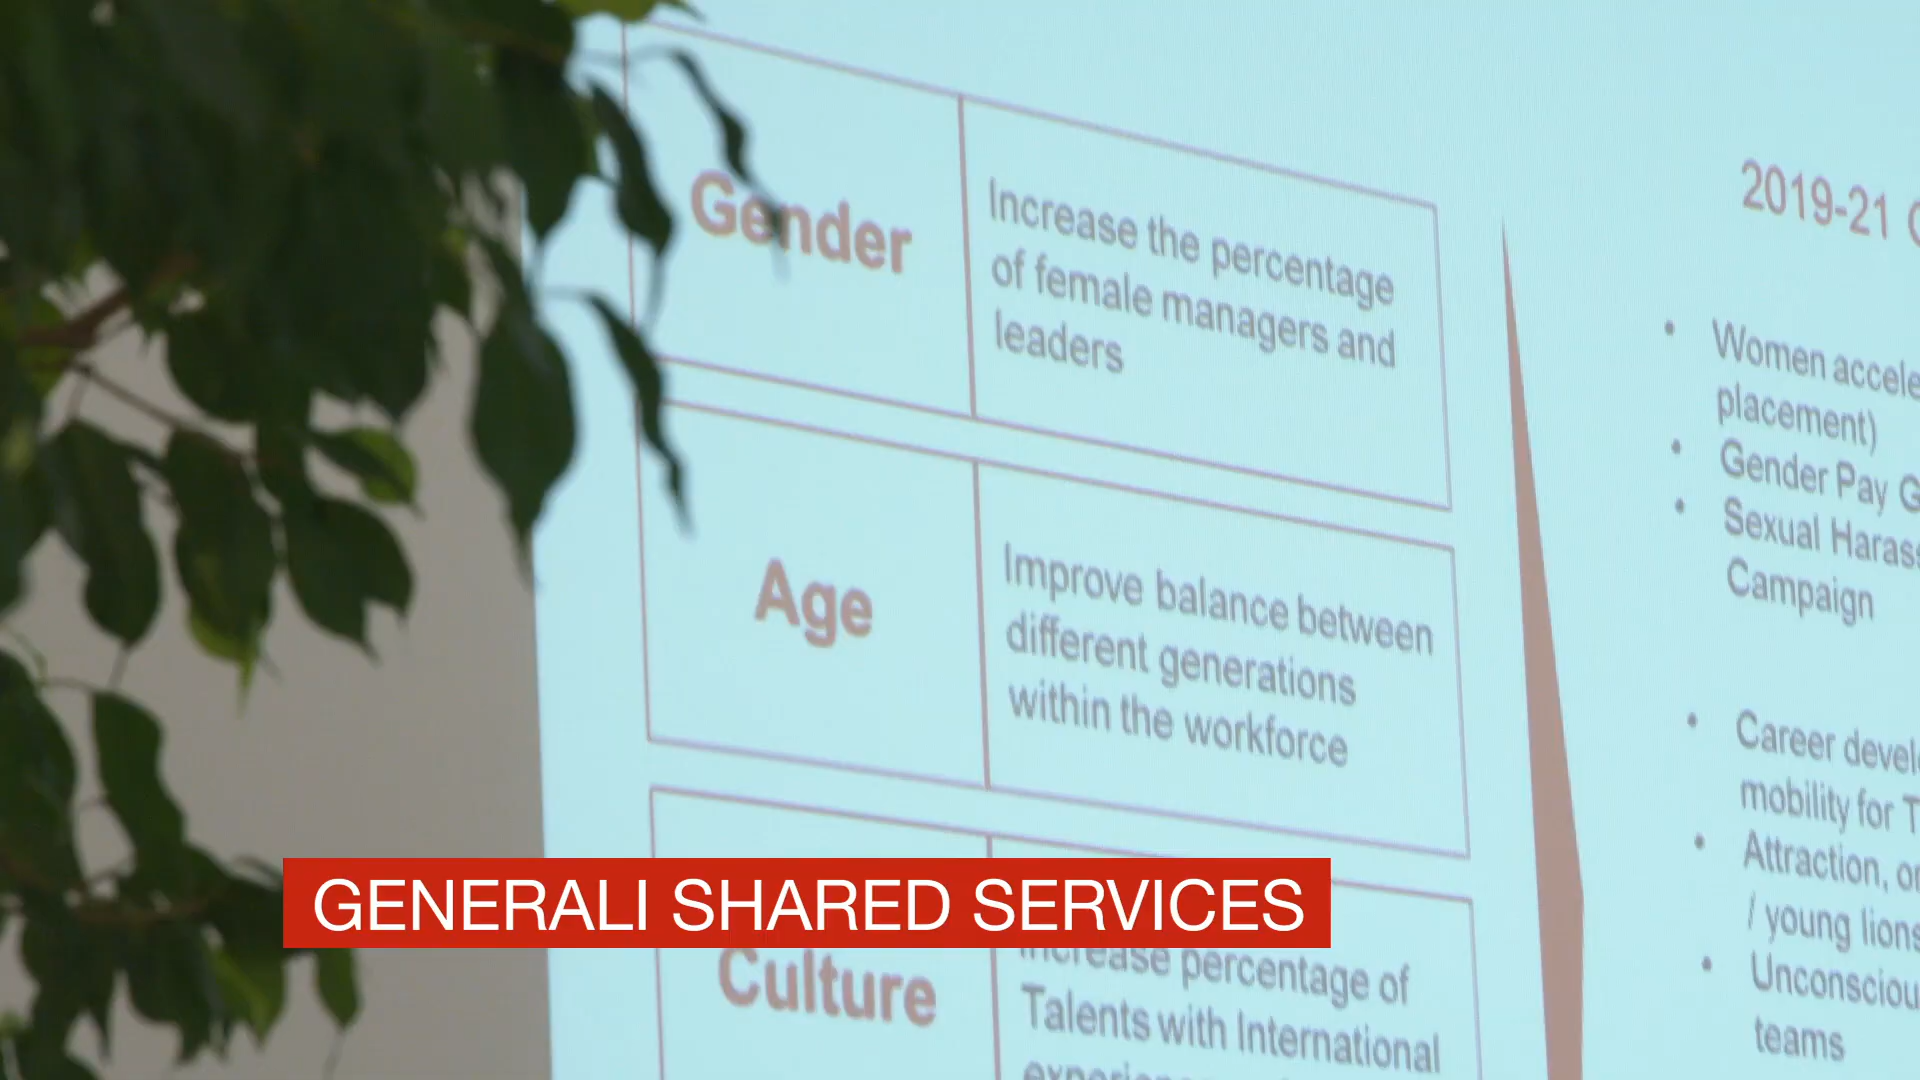 Gender
Increase the percentage
of female managers and
leaders
Age
Improve balance between
different generations
within the workforce
Culture
Increase percentage of
Talents with International
2019-21
Women
placement)
Gender Pay
Sexual
Campaign
Career
mobility for
Attraction,
/ young lions
teams
GENERALI SHARED SERVICES